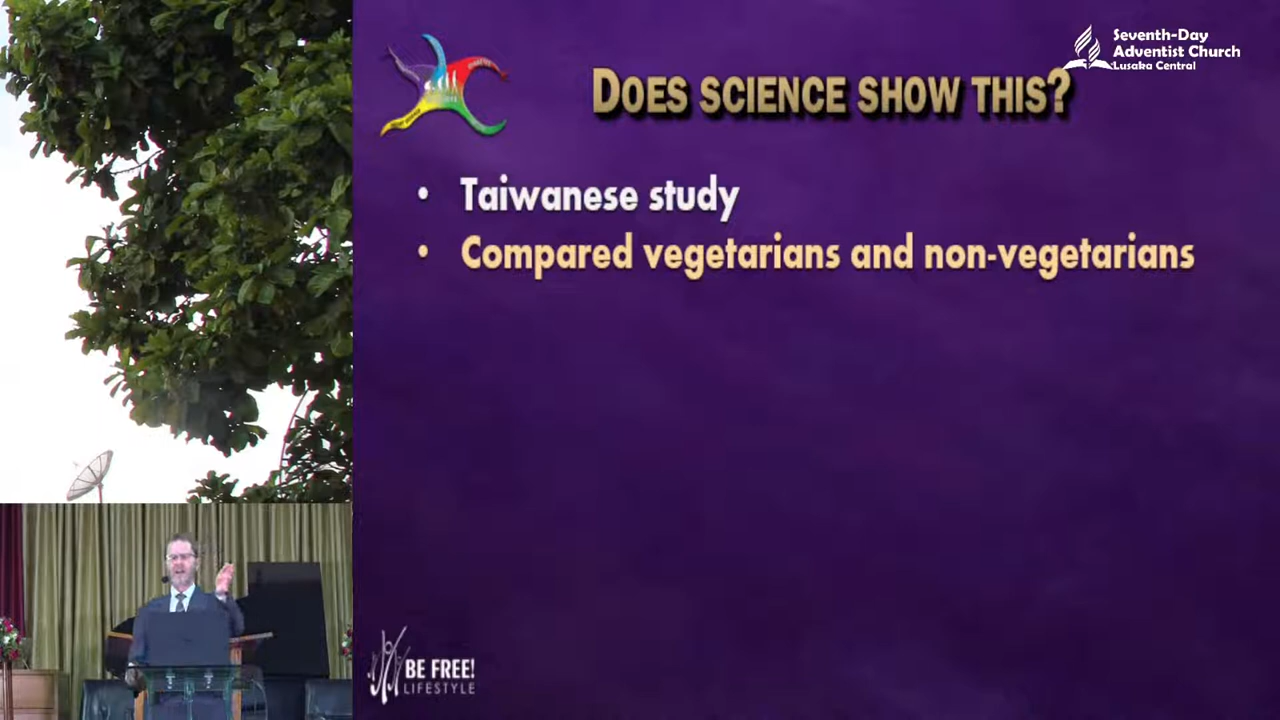 Seventh-Day
Adventist Church
Lusaka Central
DOES SCIENCE SHOW THIS?
• Taiwanese study
• Compared vegetarians and non-vegetarians
BE FREE!
LIFESTYLE